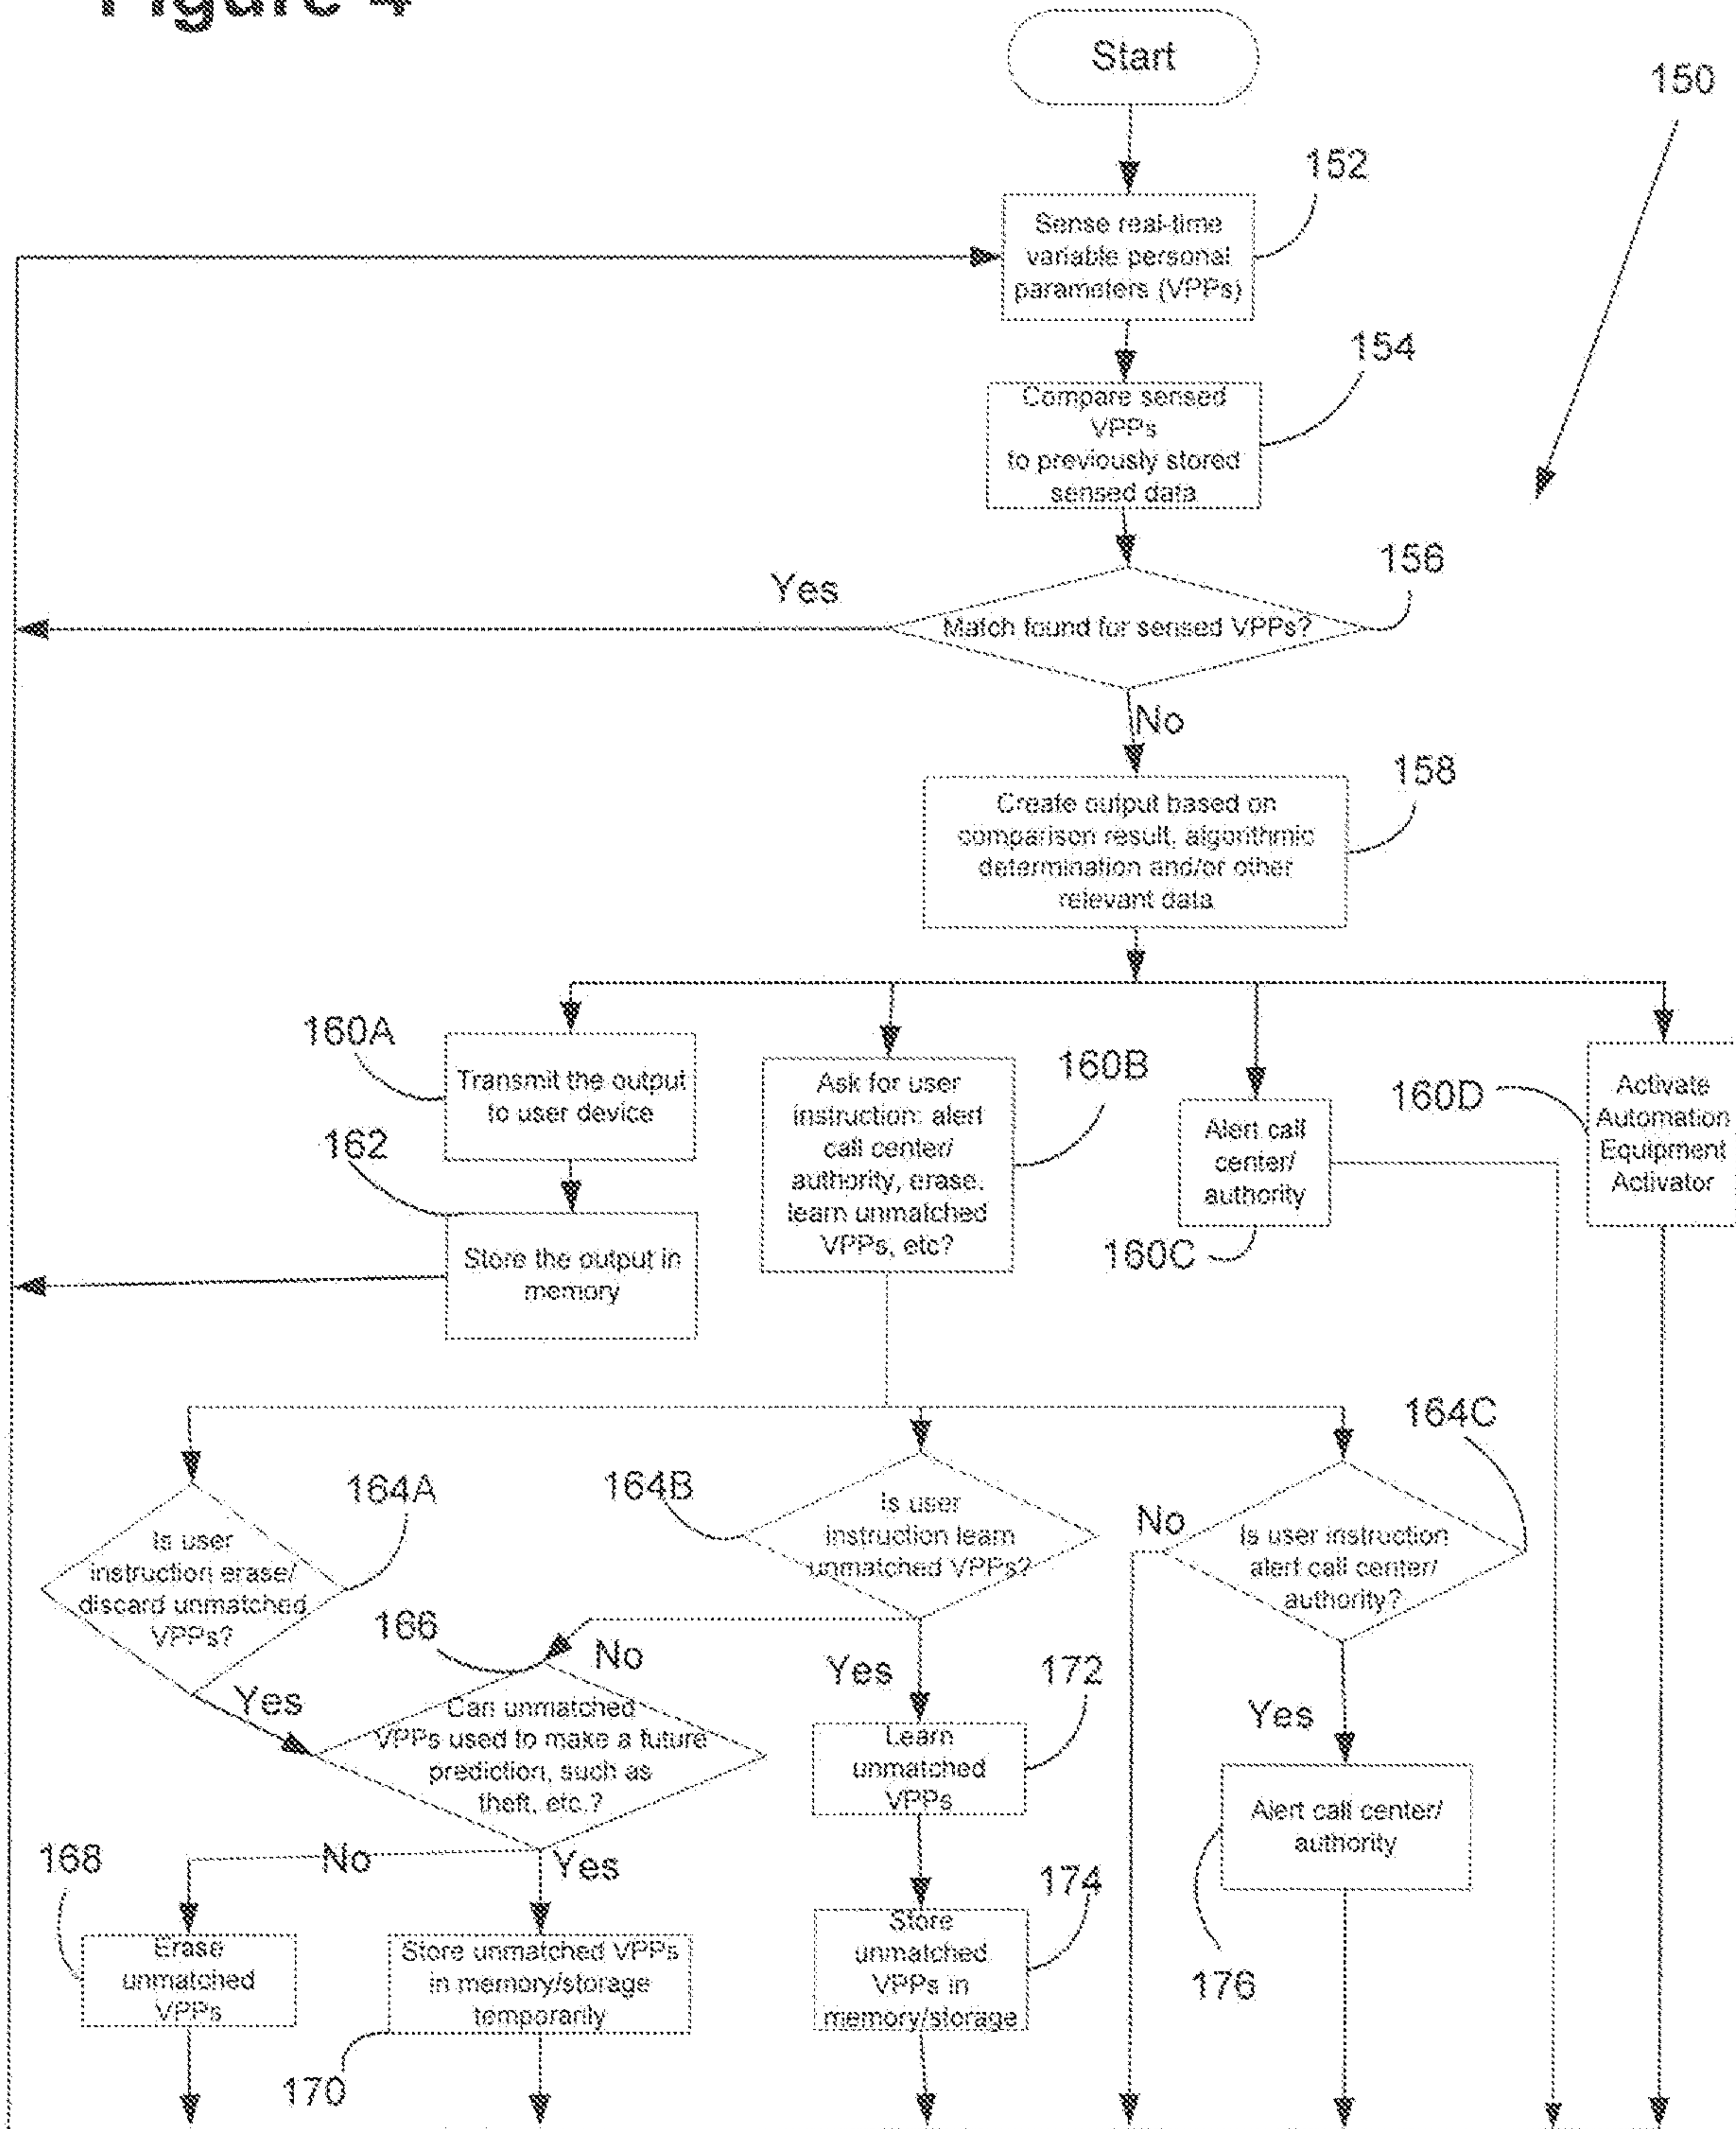 Figure 4
Start
150
152
Sense real-time
variable personal
parameters (VPPs)
154
Compare sensed
VPPs
to previously stored
sensed data
156
Yes
Match found for sensed VPPs?
No
158
Create output based on
comparison result, algorithmic
determination and/or other
relevant data
160A
Transmit the output
to user device
162
Store the output in
memory
160B
Ask for user
instruction: alert
call center/
authority, erase,
learn unmatched
VPPs, etc?
160C
Alert call
center/
authority
160D
Activate
Automation
Equipment
Activator
164A
Is user
instruction erase/
discard unmatched
VPPs?
Yes
164B
Is user
instruction learn
unmatched VPPs?
No
Yes
164C
No
Is user instruction
alert call center/
authority?
Yes
166
Can unmatched
VPPs used to make a future
prediction, such as
theft, etc.?
No
Yes
168
Erase
unmatched
VPPs
170
Store unmatched VPPs
in memory/storage
temporarily
172
Learn
unmatched
VPPs
174
Store
unmatched
VPPs in
memory/storage
176
Alert call center/
authority